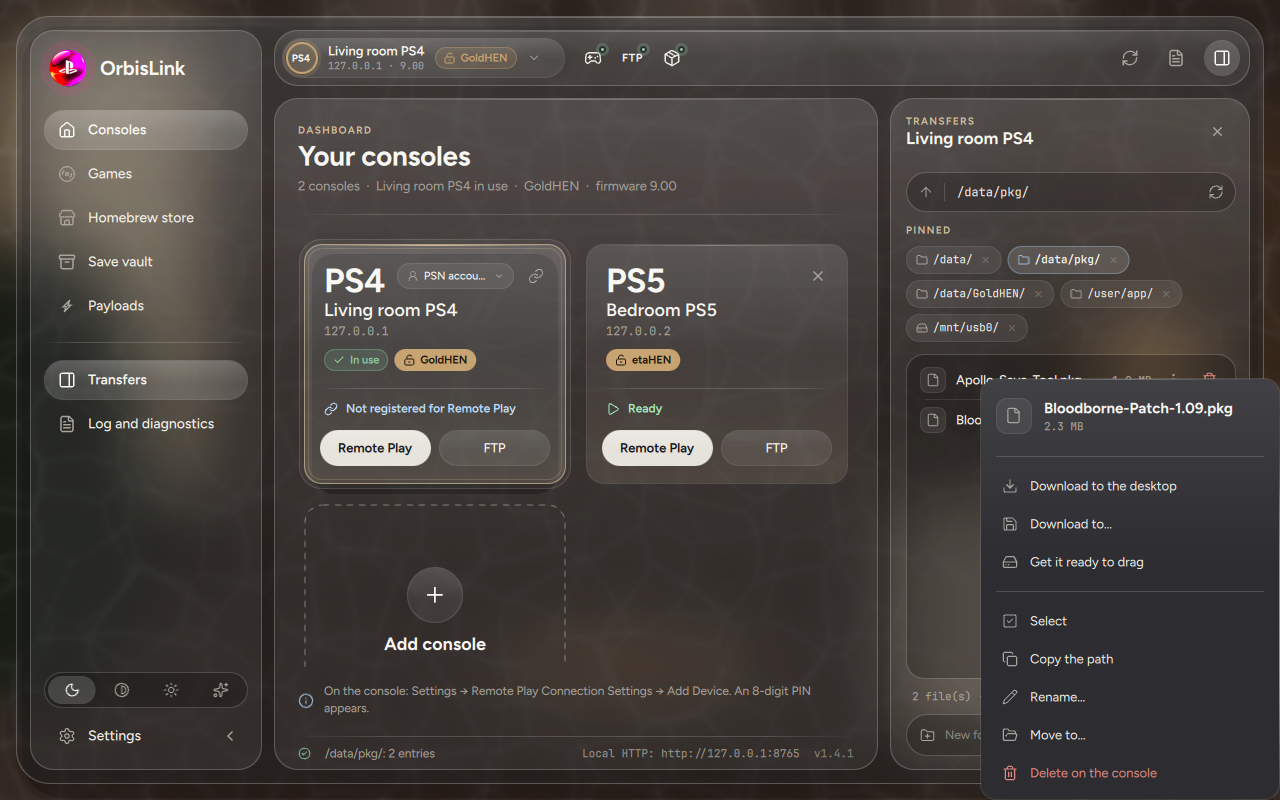 OrbisLink
Consoles
Games
Homebrew store
Save vault
Payloads
Transfers
Log and diagnostics
Settings
PS4
Living room PS4
127.0.0.1 · 9.00
GoldHEN
FTP
DASHBOARD
Your consoles
2 consoles · Living room PS4 in use · GoldHEN · firmware 9.00
PS4
PSN accou...
Living room PS4
127.0.0.1
In use
GoldHEN
Not registered for Remote Play
Remote Play
FTP
PS5
Bedroom PS5
127.0.0.2
etaHEN
Ready
Remote Play
FTP
Add console
On the console: Settings → Remote Play Connection Settings → Add Device. An 8-digit PIN
appears.
/data/pkg/: 2 entries
Local HTTP: http://127.0.0.1:8765
v1.4.1
TRANSFERS
Living room PS4
/data/pkg/
PINNED
/data/
/data/pkg/
/data/GoldHEN/
/user/app/
/mnt/usb0/
Apollo-Save-Tool.pkg
Bloo
2 file(s)
New fo
Bloodborne-Patch-1.09.pkg
2.3 MB
Download to the desktop
Download to...
Get it ready to drag
Select
Copy the path
Rename...
Move to...
Delete on the console